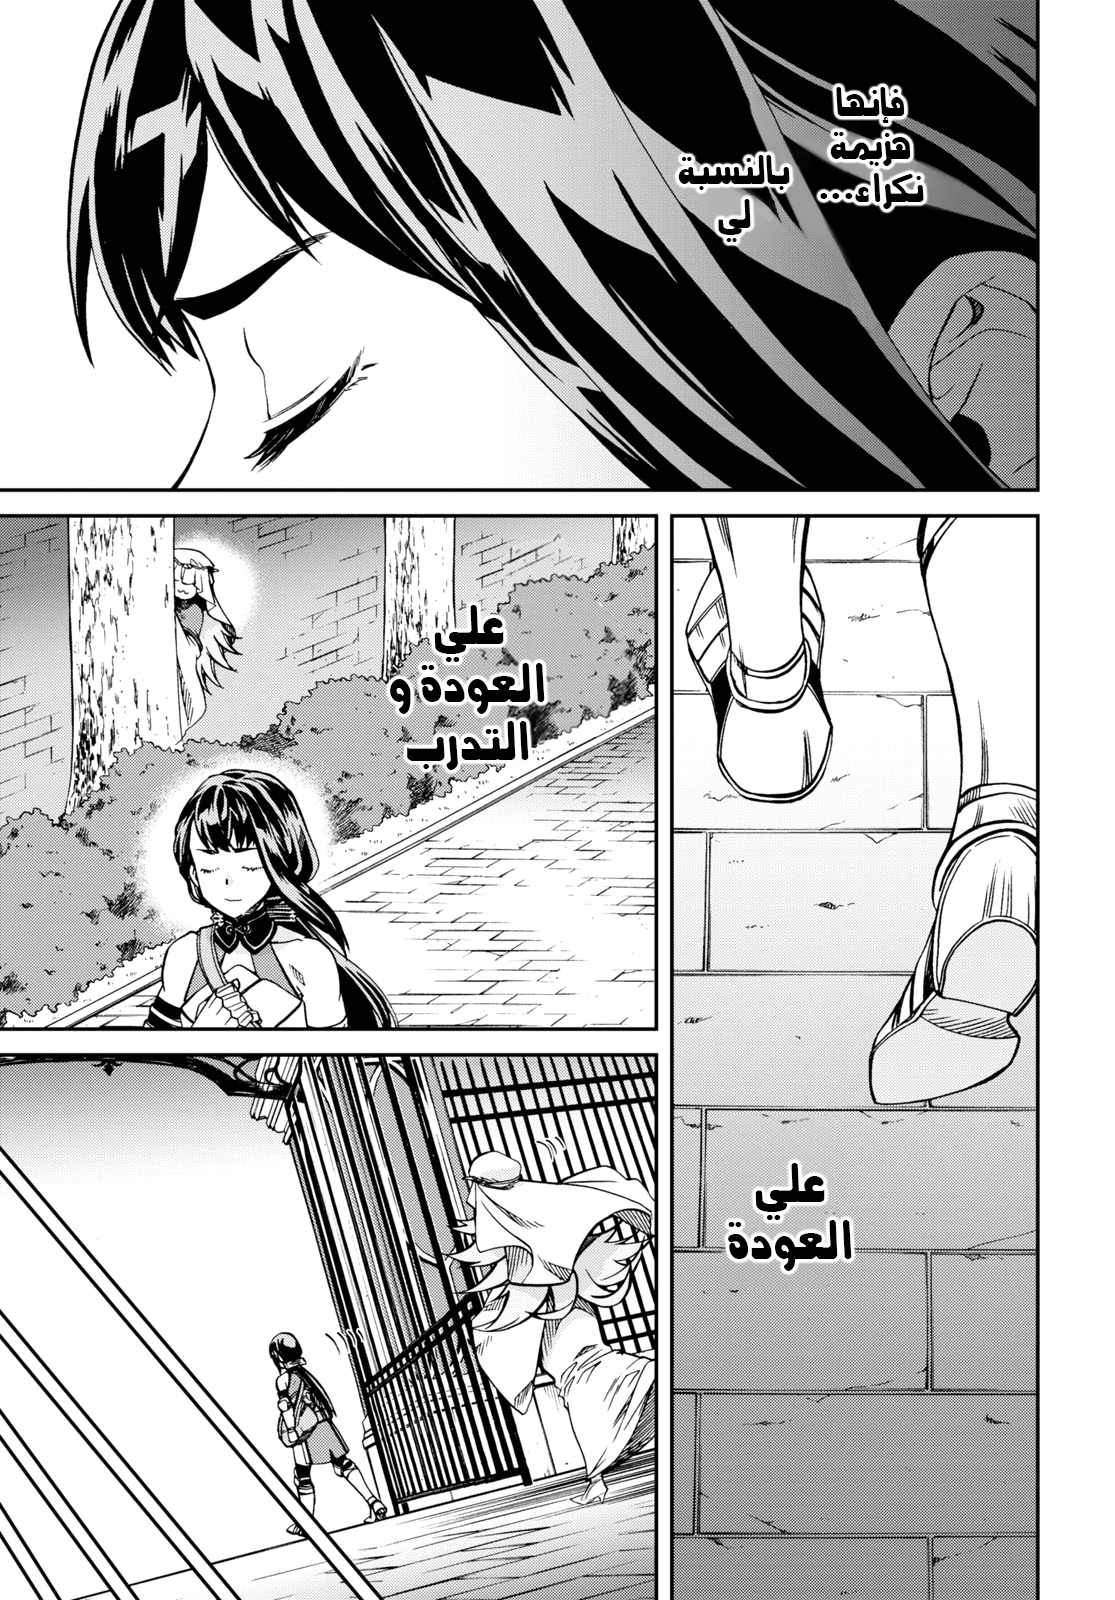 فإنها
هزيمة
نكراء...
بالنسبة
لي
علي
العودة
علي
العودة و
التدرب